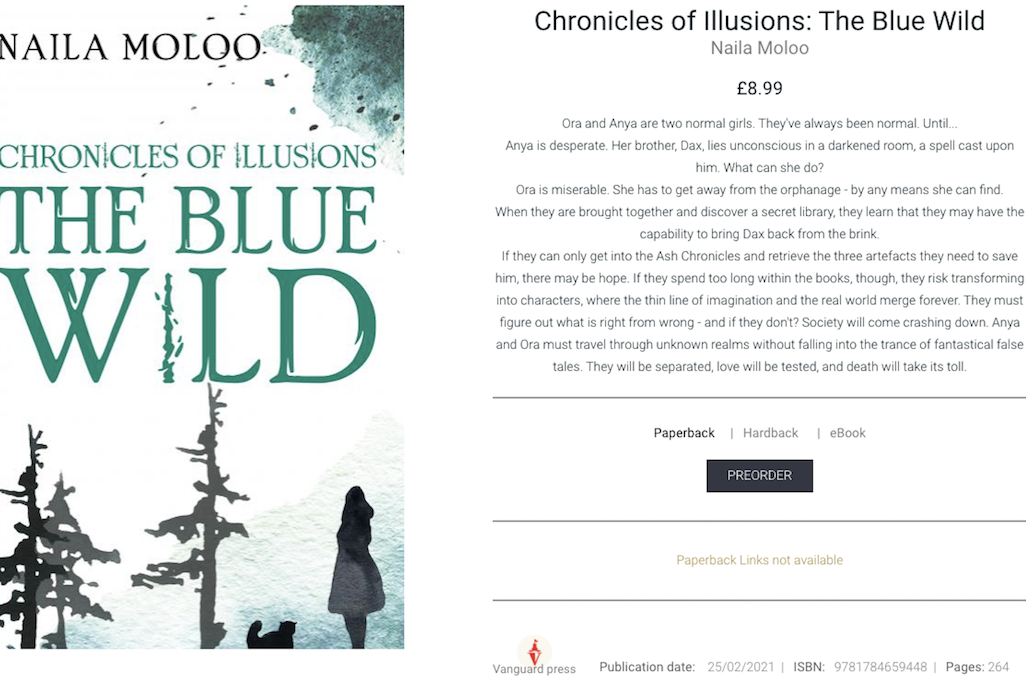 NAILA MOLOO
CHRONICLES OF ILLUSIONS
THE BLUE
WILD
Chronicles of Illusions: The Blue Wild
Naila Moloo
£8.99
Ora and Anya are two normal girls. They've always been normal. Until...
Anya is desperate. Her brother, Dax, lies unconscious in a darkened room, a spell cast upon
him. What can she do?
Ora is miserable. She has to get away from the orphanage - by any means she can find.
When they are brought together and discover a secret library, they learn that they may have the
capability to bring Dax back from the brink.
If they can only get into the Ash Chronicles and retrieve the three artefacts they need to save
him, there may be hope. If they spend too long within the books, though, they risk transforming
into characters, where the thin line of imagination and the real world merge forever. They must
figure out what is right from wrong - and if they don't? Society will come crashing down. Anya
and Ora must travel through unknown realms without falling into the trance of fantastical false
tales. They will be separated, love will be tested, and death will take its toll.
Paperback | Hardback | eBook
PREORDER
Paperback Links not available
Vanguard press
Publication date: 25/02/2021 | ISBN: 9781784659448 | Pages: 264